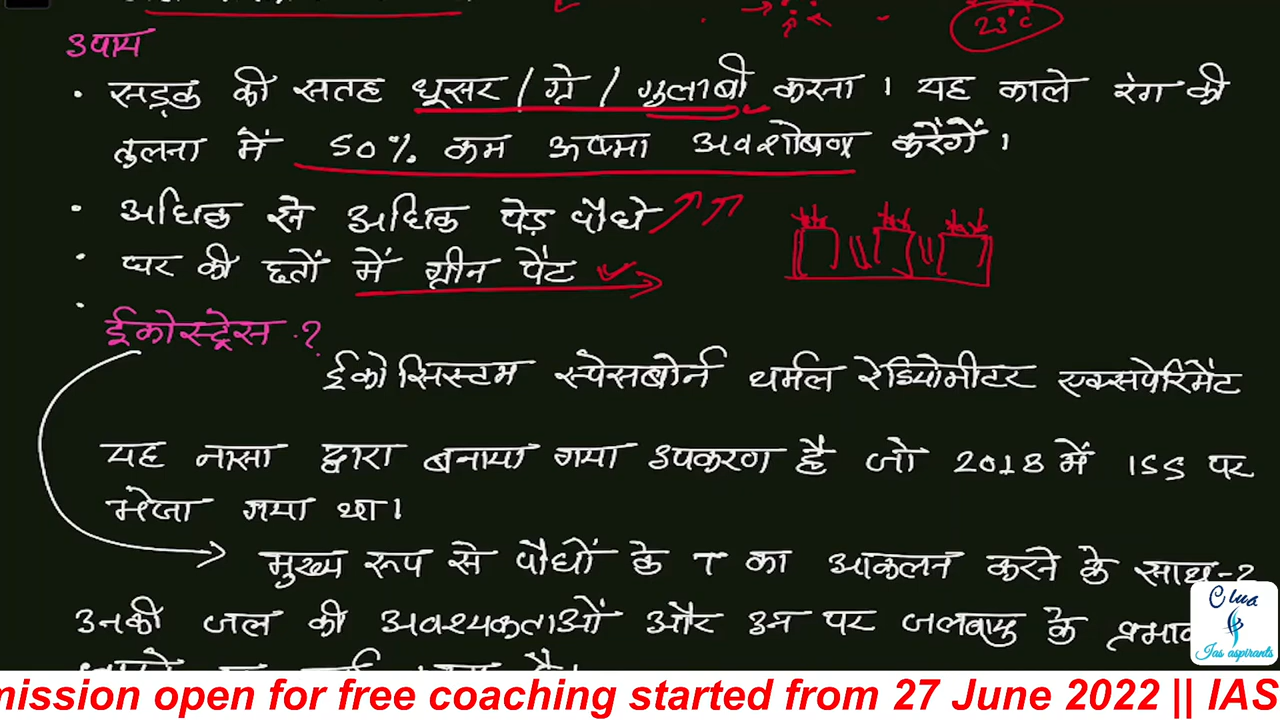 23°C
उपाय
• सड़क की सतह धूसर / ग्रे / गुलाबी करना । यह काले रंग की
तुलना में 50% कम ऊष्मा अवशोषण करेंगें ।
• अधिक से अधिक पेड़ पौधे
• घर की छतों में ग्रीन पेंट
•
ईकोस्ट्रेस -?
ईको सिस्टम स्पेसबोर्न थर्मल रेडियोमीटर एक्सपेरिमेंट
यह नासा द्वारा बनाया गया उपकरण है जो 2018 में ISS पर
भेजा गया था।
मुख्य रूप से पौधों के T का आकलन करने के साथ-2
उनकी जल की अवश्यकताओं और उन पर जलवायु के
Clue
Ias aspirants
mission open for free coaching started from 27 June 2022 || IAS